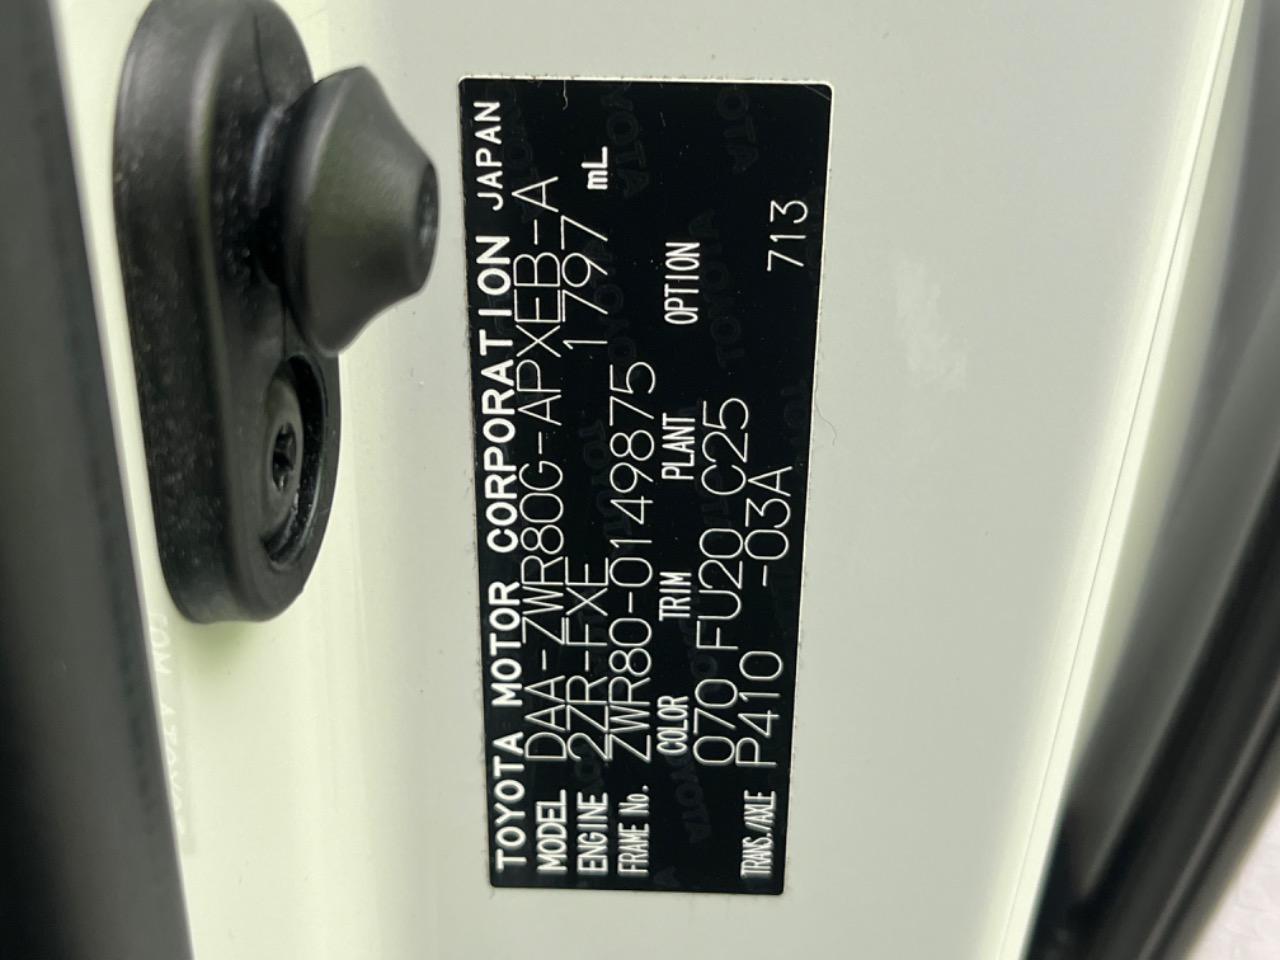 TOYOTA MOTOR CORPORATION JAPAN
MODEL DAA-ZWR80G-APXEB-A
ENGINE 2ZR-FXE 1797 mL
FRAME No. ZWR80-0149875
COLOR TRIM PLANT OPTION
070 FU20 C25
TRANS./AXLE P410 -03A 713